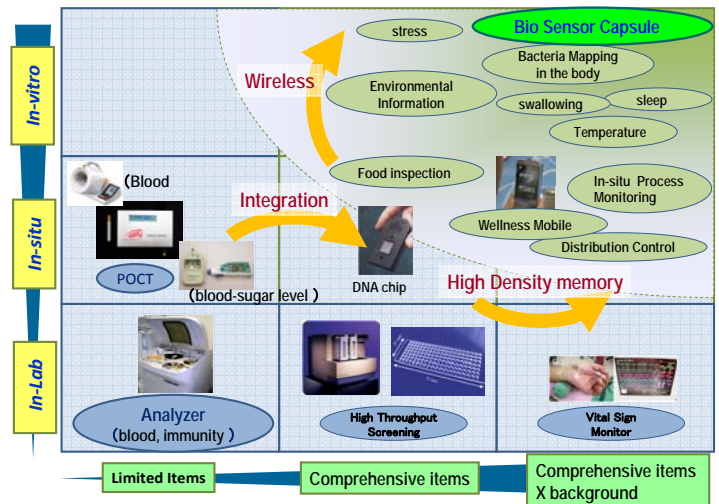 In-vitro
In-situ
In-Lab
stress
Bio Sensor Capsule
Wireless
Environmental
Information
Bacteria Mapping
in the body
swallowing
sleep
Temperature
Food inspection
In-situ Process
Monitoring
Wellness Mobile
Distribution Control
(Blood
Integration
POCT
(blood-sugar level )
DNA chip
High Density memory
Analyzer
(blood, immunity )
High Throughput
Screening
Vital Sign
Monitor
Limited Items
Comprehensive items
Comprehensive items
X background